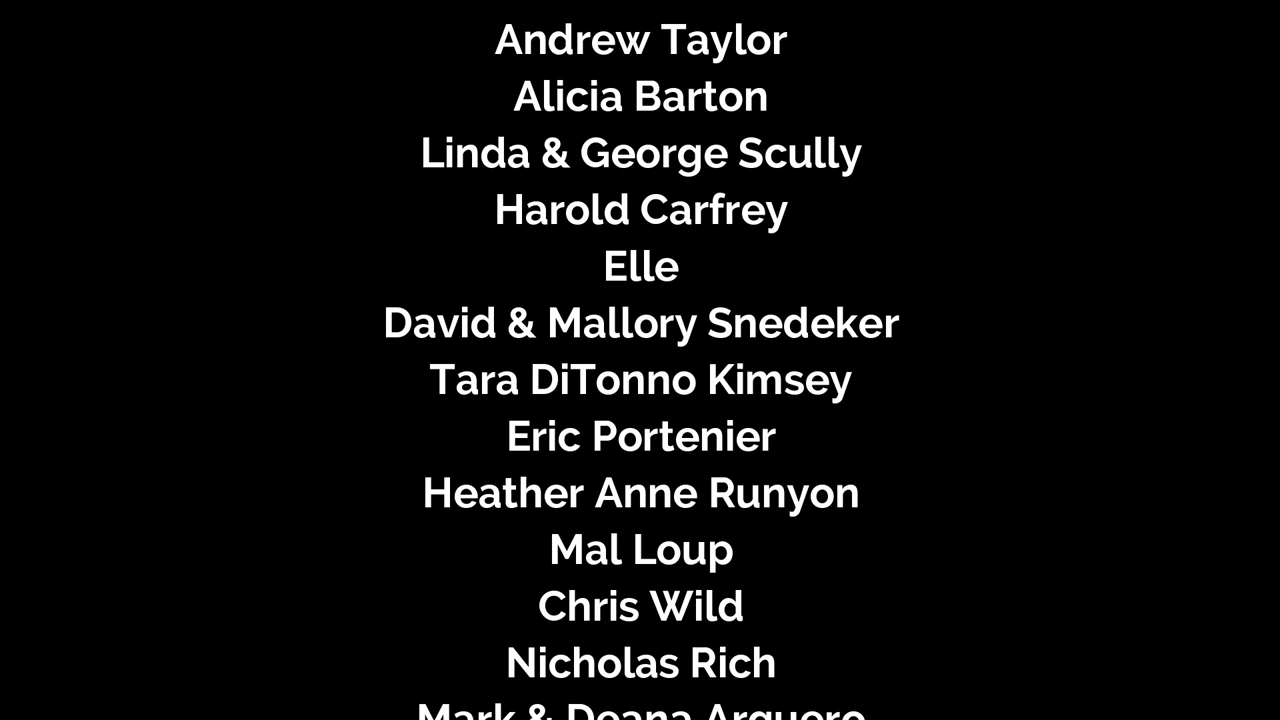 Andrew Taylor
Alicia Barton
Linda & George Scully
Harold Carfrey
Elle
David & Mallory Snedeker
Tara DiTonno Kimsey
Eric Portenier
Heather Anne Runyon
Mal Loup
Chris Wild
Nicholas Rich
Mark & Deana